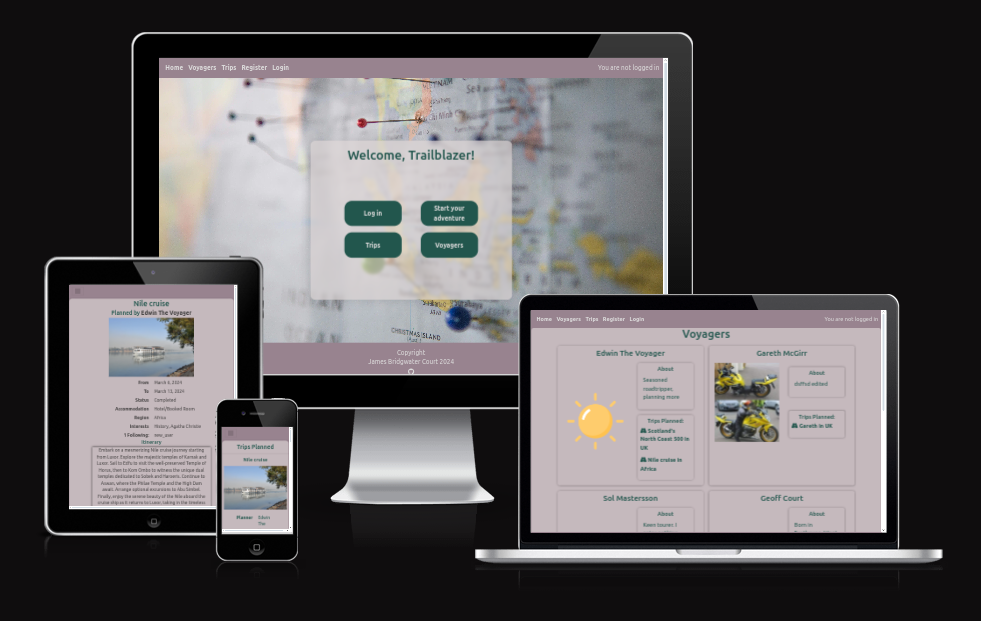 Home Voyagers Trips Register Login
You are not logged in
Welcome, Trailblazer!
Log in
Start your
adventure
Trips
Voyagers
CHRISTMAS ISLAND
Copyright
James Bridgwater Court 2024
Nile cruise
Planned by Edwin The Voyager
From March 3, 2024
To March 13, 2024
Status Completed
Accommodation Hotel/Booked Room
Region Africa
Interests History, Agatha Christie
1 Following: new_user
Itinerary
Embark on a mesmerizing Nile cruise journey starting
from Luxor. Explore the majestic temples of Karnak and
Luxor. Sail to Edfu to visit the well-preserved Temple of
Horus, then to Kom Ombo to witness the unique dual
temples dedicated to Sobek and Haroeris. Continue to
Aswan, where the Philae Temple and the High Dam
await. Arrange optional excursions to Abu Simbel.
Finally, enjoy the serene beauty of the Nile aboard the
cruise ship as it returns to Luxor, taking in the timeless
Trips Planned
Nile cruise
Planner Edwin
The
Home Voyagers Trips Register Login
You are not logged in
Voyagers
Edwin The Voyager
About
Seasoned
roadtripper,
planning more
Trips Planned:
Scotland's
North Coast 500 in
UK
Nile cruise in
Africa
Gareth McGirr
About
Trips Planned:
Gareth in UK
Sol Mastersson
About
Keen tourer, I
Geoff Court
About
Born in